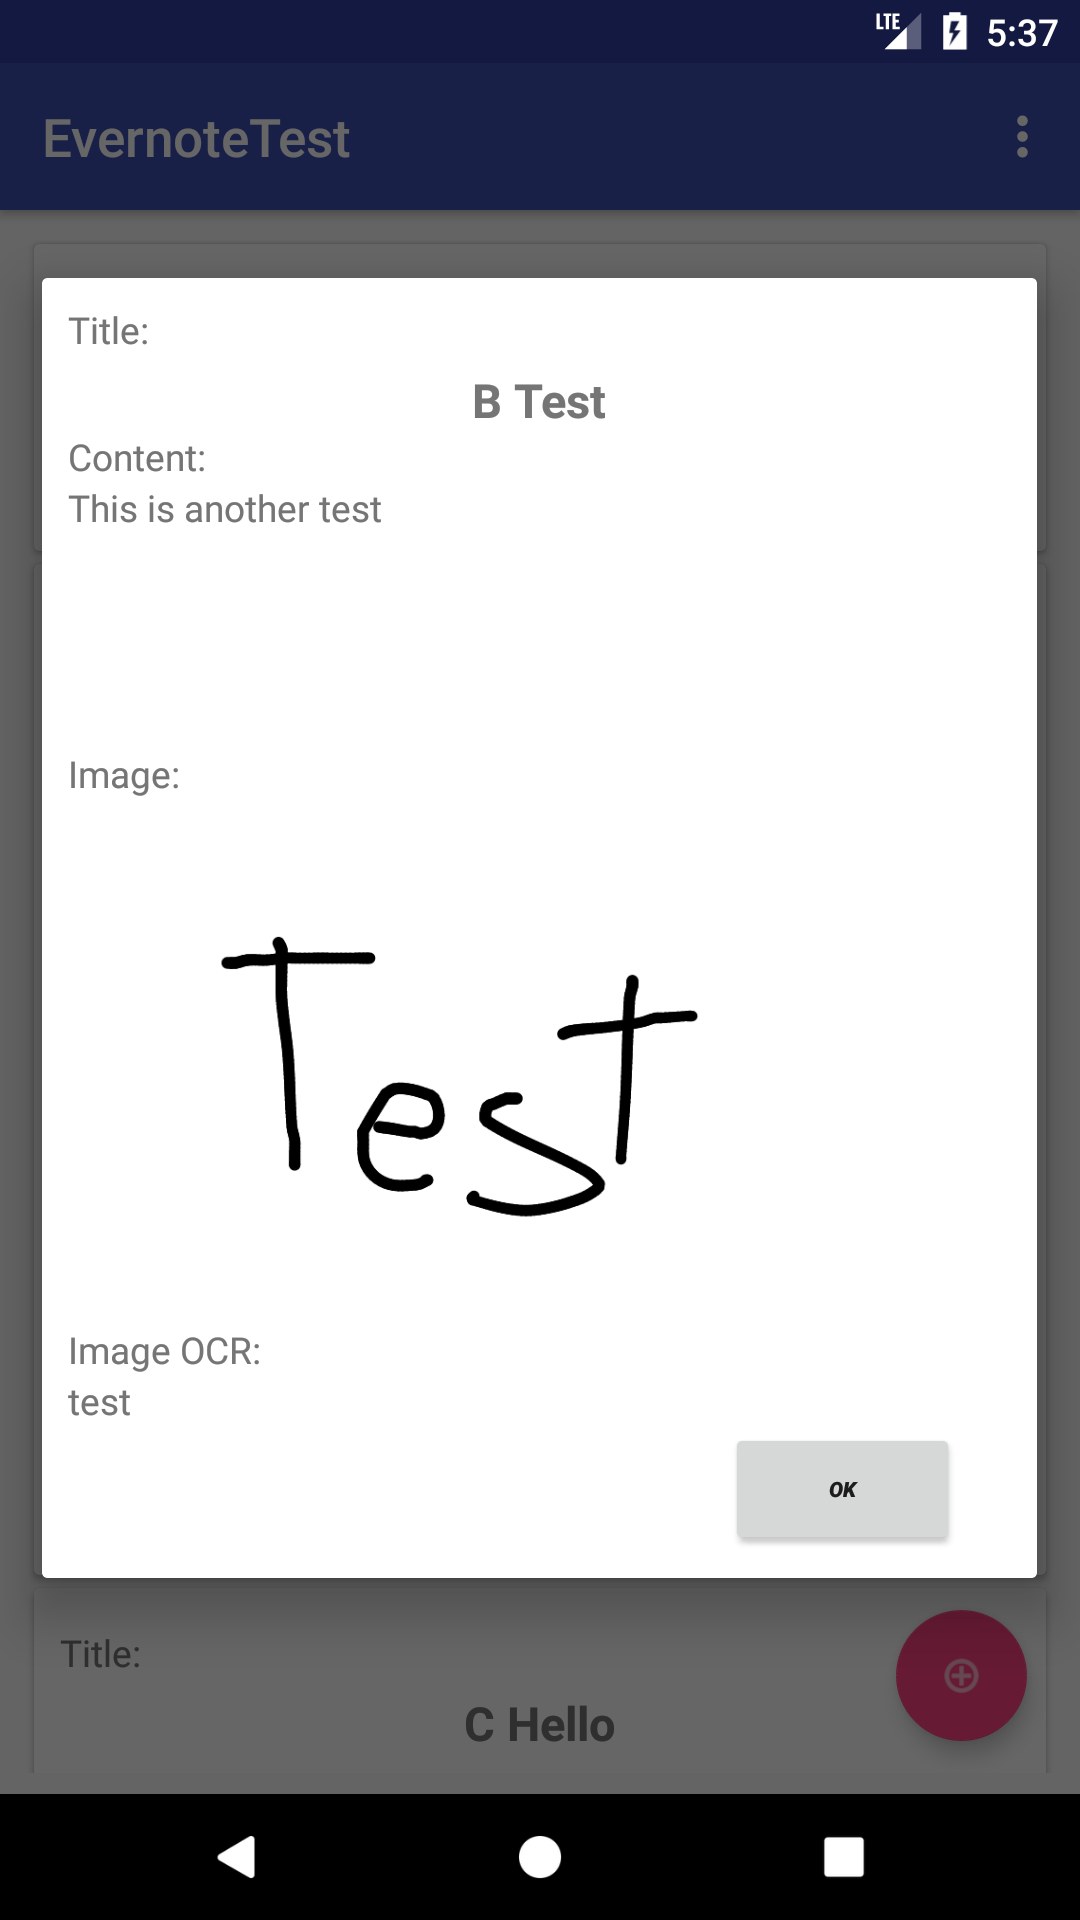 LTE 5:37
EvernoteTest
Title:
B Test
Content:
This is another test
Image:
Test
Image OCR:
test
OK
Title:
C Hello